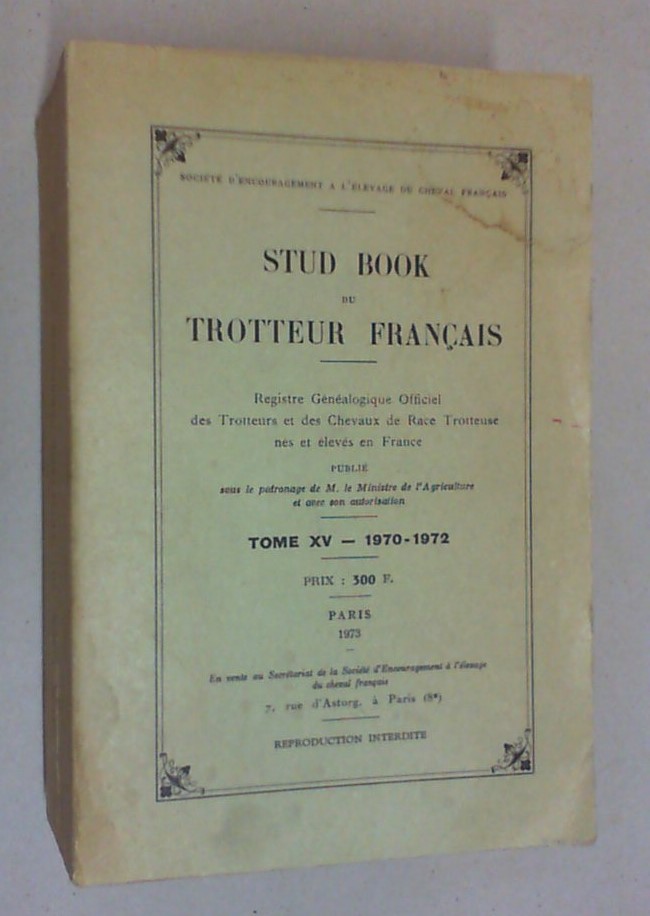 SOCIÉTÉ D'ENCOURAGEMENT A L'ÉLEVAGE DU CHEVAL FRANÇAIS
STUD BOOK
DU
TROTTEUR FRANÇAIS
Registre Généalogique Officiel
des Trotteurs et des Chevaux de Race Trotteuse
nés et élevés en France
PUBLIÉ
sous le patronage de M. le Ministre de l'Agriculture
et avec son autorisation
TOME XV — 1970-1972
PRIX : 300 F.
PARIS
1973
En vente au Secrétariat de la Société d'Encouragement à l'élevage
du cheval français
7, rue d'Astorg, à Paris (8e)
REPRODUCTION INTERDITE